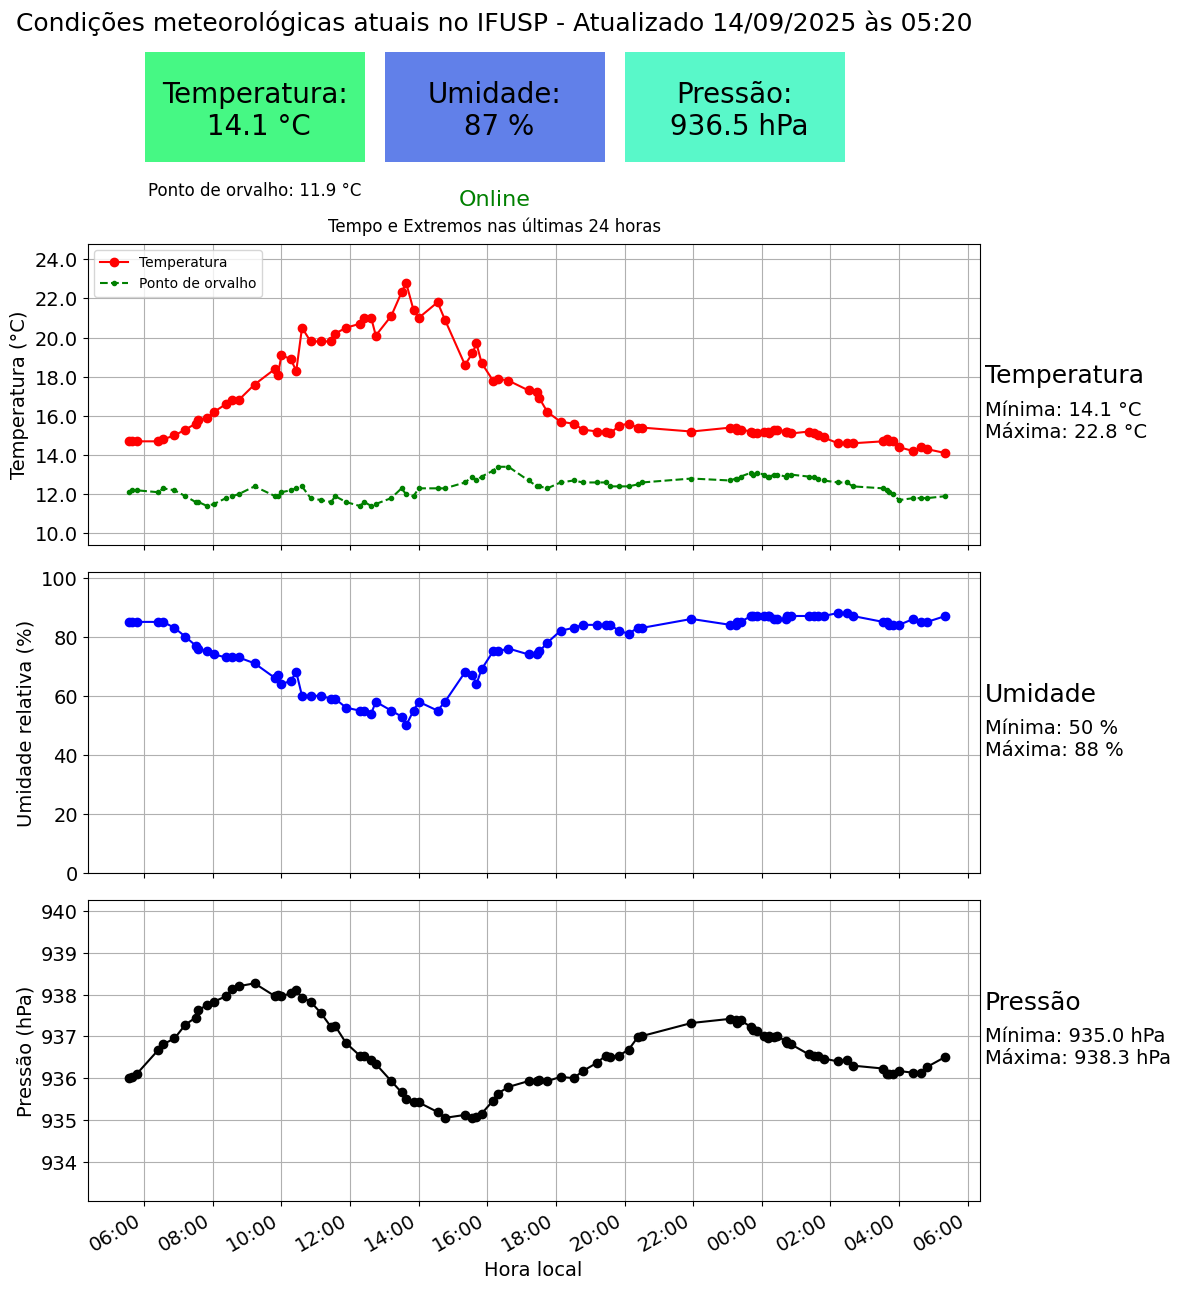 Condições meteorológicas atuais no IFUSP - Atualizado 14/09/2025 às 05:20
Temperatura:
14.1 °C
Umidade:
87 %
Pressão:
936.5 hPa
Ponto de orvalho: 11.9 °C
Online
Tempo e Extremos nas últimas 24 horas
Temperatura (°C)
24.0
22.0
20.0
18.0
16.0
14.0
12.0
10.0
Temperatura
Ponto de orvalho
Temperatura
Mínima: 14.1 °C
Máxima: 22.8 °C
Umidade relativa (%)
100
80
60
40
20
0
Umidade
Mínima: 50 %
Máxima: 88 %
Pressão (hPa)
940
939
938
937
936
935
934
Pressão
Mínima: 935.0 hPa
Máxima: 938.3 hPa
06:00
08:00
10:00
12:00
14:00
16:00
18:00
20:00
22:00
00:00
02:00
04:00
06:00
Hora local